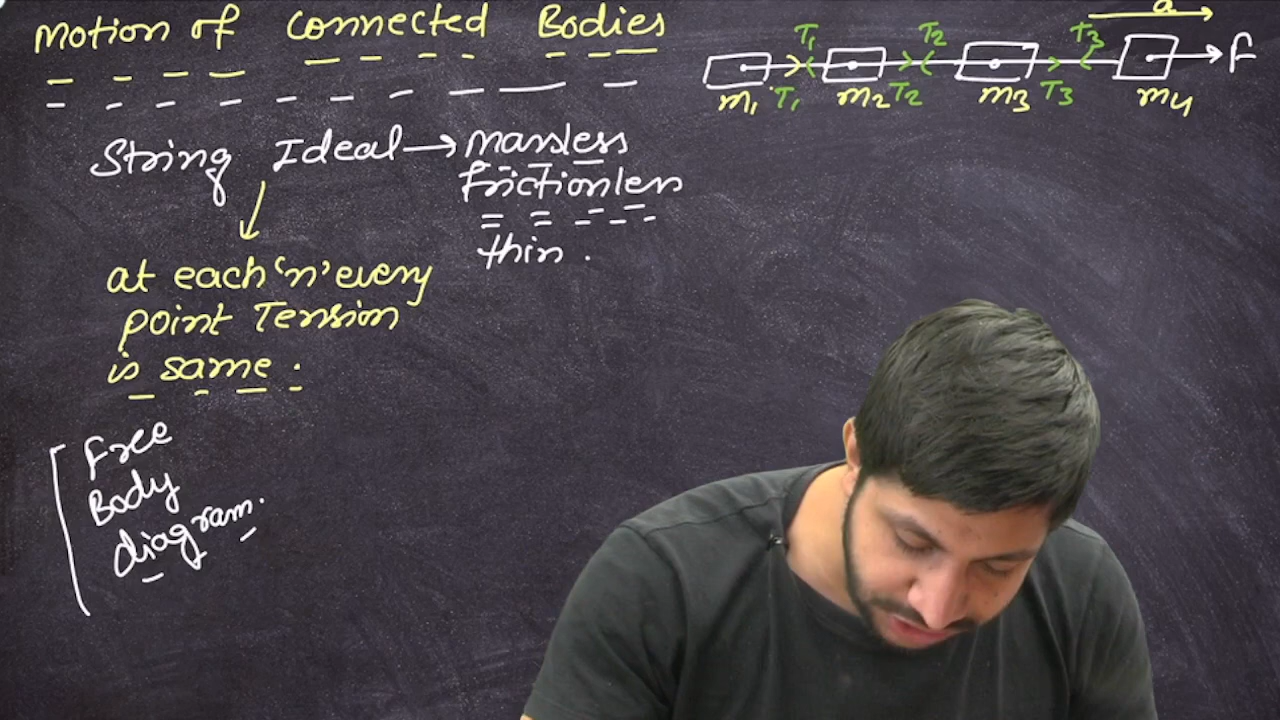 Motion of Connected Bodies
String Ideal → Massless
frictionless
thin.
at each 'n' every
point Tension
is same.
Free
Body
diagram.
a
T1 T2 T3 F
m1 T1 m2 T2 m3 T3 m4